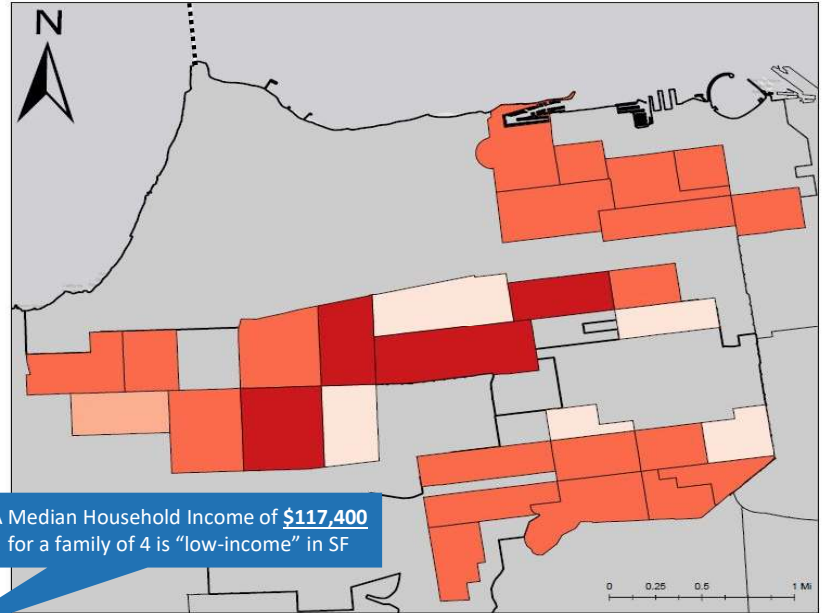 N
A Median Household Income of $117,400
for a family of 4 is “low-income” in SF
0 0.25 0.5 1 Mi